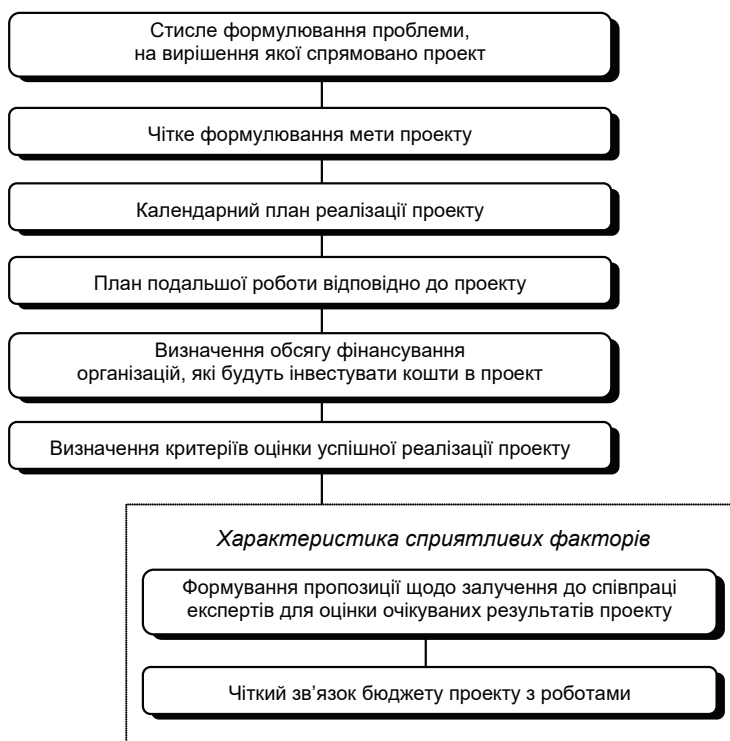 Стисле формулювання проблеми,
на вирішення якої спрямовано проект
Чітке формулювання мети проекту
Календарний план реалізації проекту
План подальшої роботи відповідно до проекту
Визначення обсягу фінансування
організацій, які будуть інвестувати кошти в проект
Визначення критеріїв оцінки успішної реалізації проекту
Характеристика сприятливих факторів
Формування пропозиції щодо залучення до співпраці
експертів для оцінки очікуваних результатів проекту
Чіткий зв’язок бюджету проекту з роботами